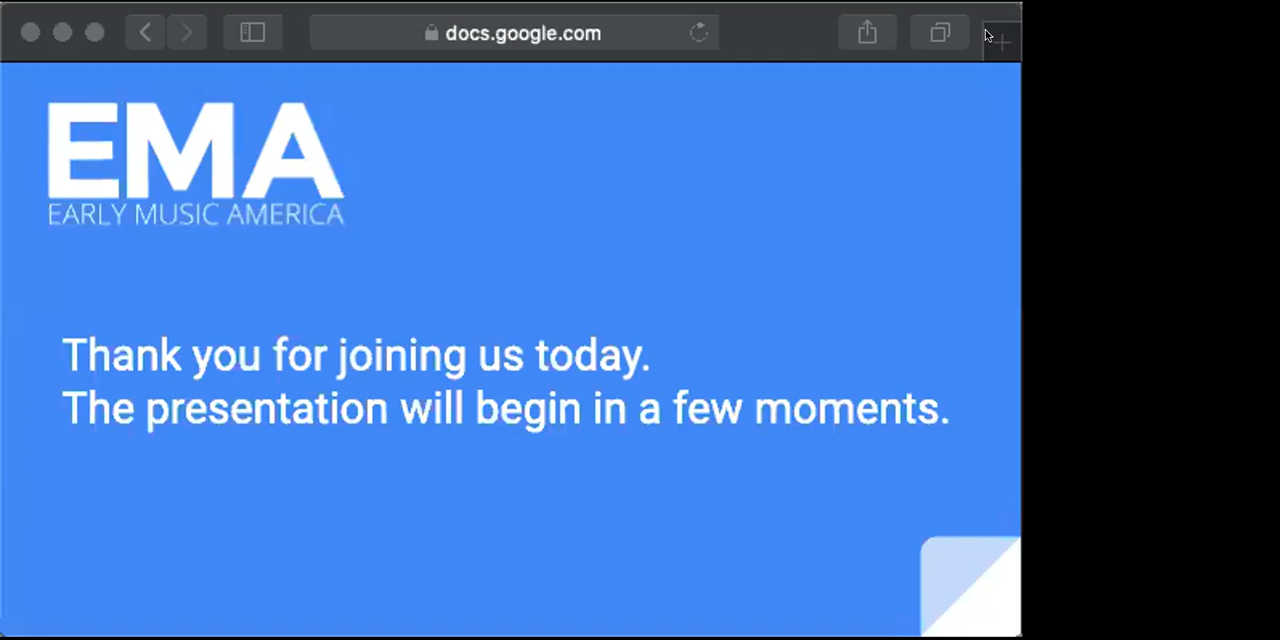 docs.google.com
EMA
EARLY MUSIC AMERICA
Thank you for joining us today.
The presentation will begin in a few moments.